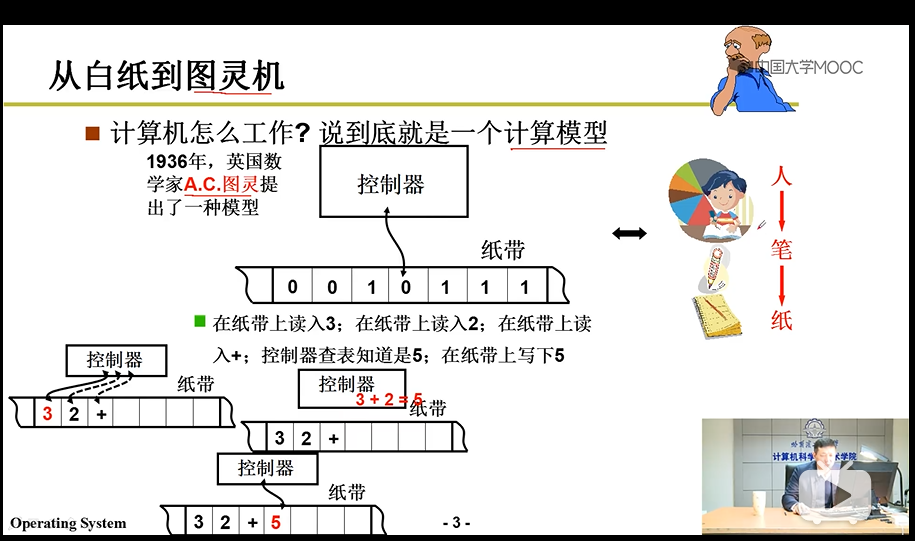 从白纸到图灵机
中国大学MOOC
计算机怎么工作? 说到底就是一个计算模型
1936年，英国数
学家A.C.图灵提
出了一种模型
控制器
纸带
0 0 1 0 1 1 1
人
笔
纸
在纸带上读入3；在纸带上读入2；在纸带上读
入+；控制器查表知道是5；在纸带上写下5
控制器
纸带
3 2 +
控制器
3 + 2 = 5
纸带
3 2 +
控制器
纸带
3 2 + 5
计算机科学
术学院
Operating System
- 3 -